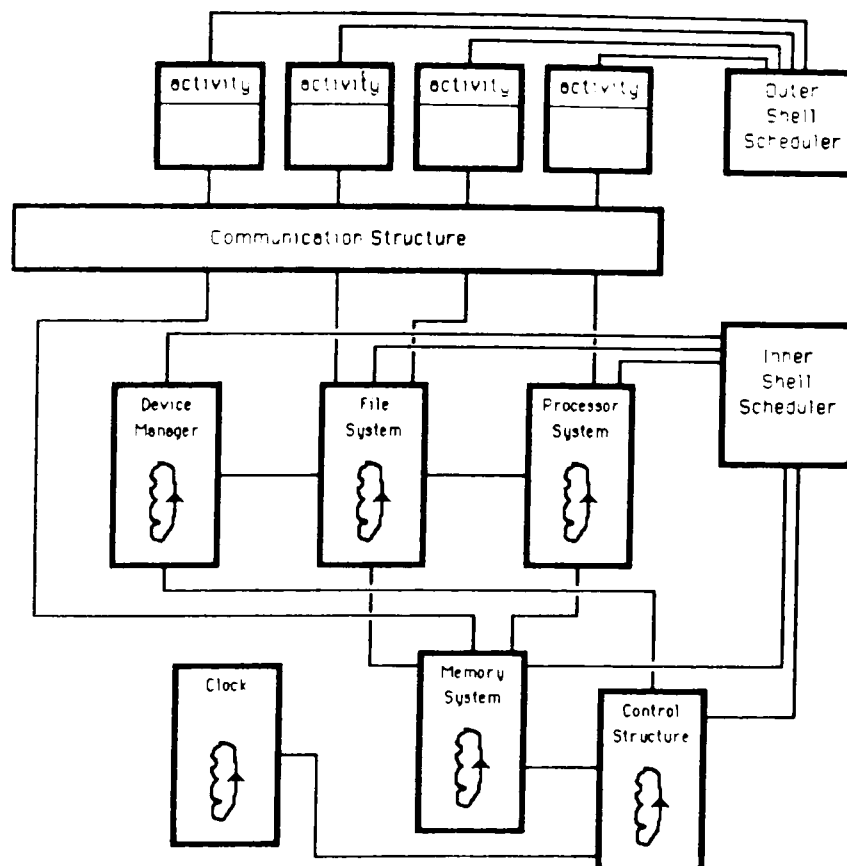 activity
activity
activity
activity
Outer
Shell
Scheduler
Communication Structure
Inner
Shell
Scheduler
Device
Manager
File
System
Processor
System
Clock
Memory
System
Control
Structure